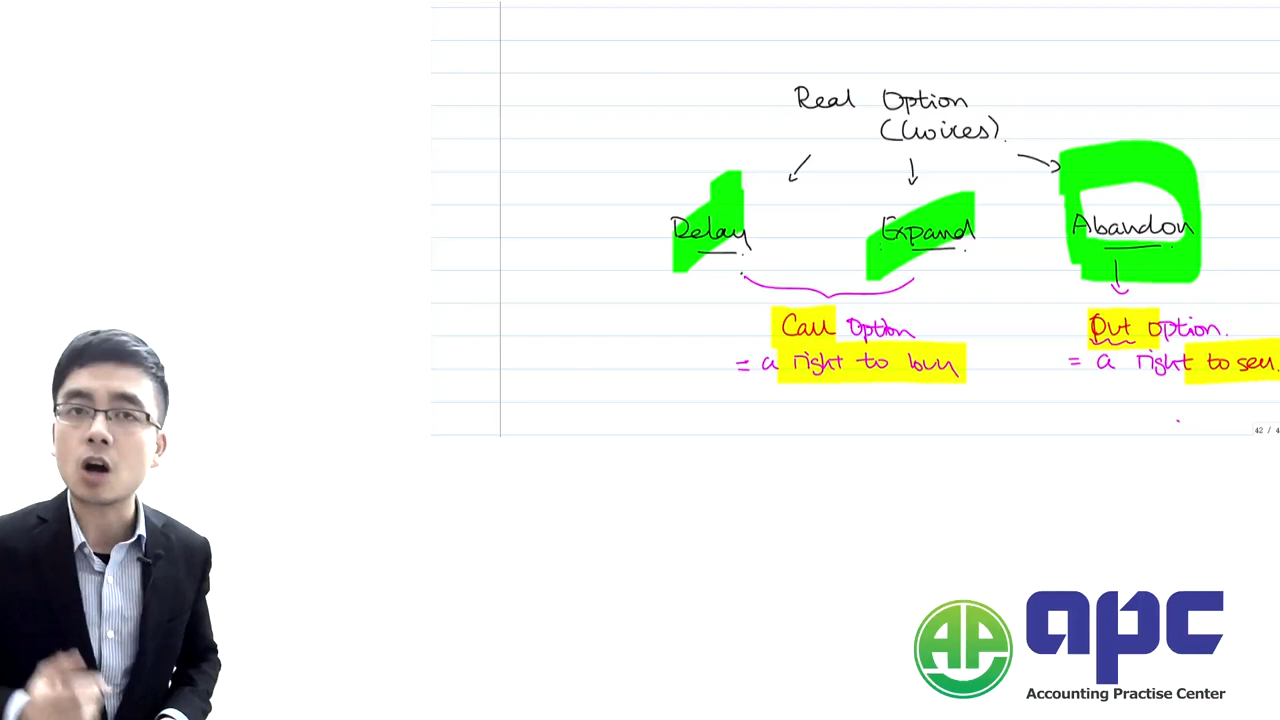 Real Option
(Choices).
Delay
Expand
Abandon
Call Option
= a right to buy
Put option.
= a right to sell.
42 / 4
AP
apc
Accounting Practise Center